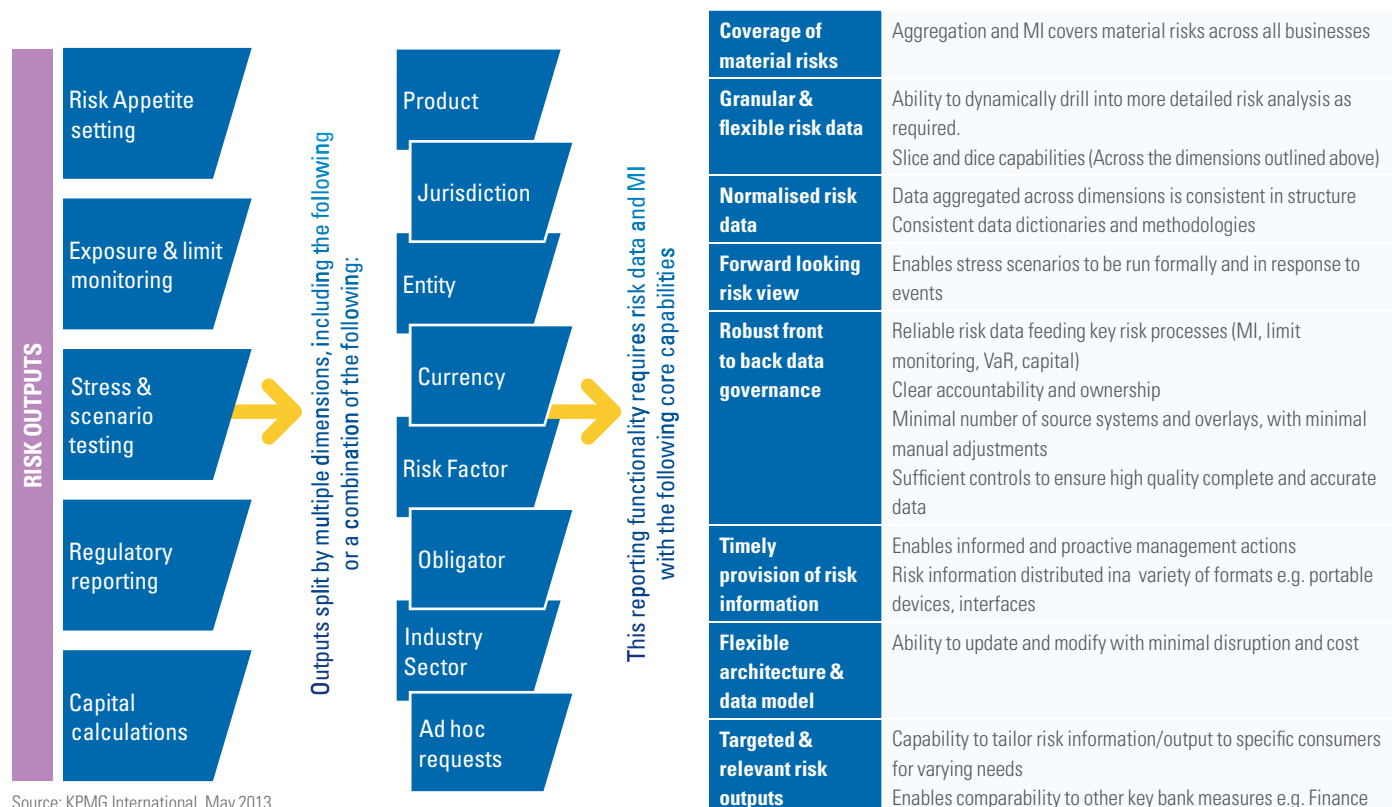 RISK OUTPUTS
Risk Appetite
setting
Exposure & limit
monitoring
Stress &
scenario
testing
Regulatory
reporting
Capital
calculations
Outputs split by multiple dimensions, including the following
or a combination of the following:
Product
Jurisdiction
Entity
Currency
Risk Factor
Obligator
Industry
Sector
Ad hoc
requests
This reporting functionality requires risk data and MI
with the following core capabilities
Coverage of
material risks
Aggregation and MI covers material risks across all businesses
Granular &
flexible risk data
Ability to dynamically drill into more detailed risk analysis as
required.
Slice and dice capabilities (Across the dimensions outlined above)
Normalised risk
data
Data aggregated across dimensions is consistent in structure
Consistent data dictionaries and methodologies
Forward looking
risk view
Enables stress scenarios to be run formally and in response to
events
Robust front
to back data
governance
Reliable risk data feeding key risk processes (MI, limit
monitoring, VaR, capital)
Clear accountability and ownership
Minimal number of source systems and overlays, with minimal
manual adjustments
Sufficient controls to ensure high quality complete and accurate
data
Timely
provision of risk
information
Enables informed and proactive management actions
Risk information distributed ina variety of formats e.g. portable
devices, interfaces
Flexible
architecture &
data model
Ability to update and modify with minimal disruption and cost
Targeted &
relevant risk
outputs
Capability to tailor risk information/output to specific consumers
for varying needs
Enables comparability to other key bank measures e.g. Finance
Source: KPMG International, May 2013